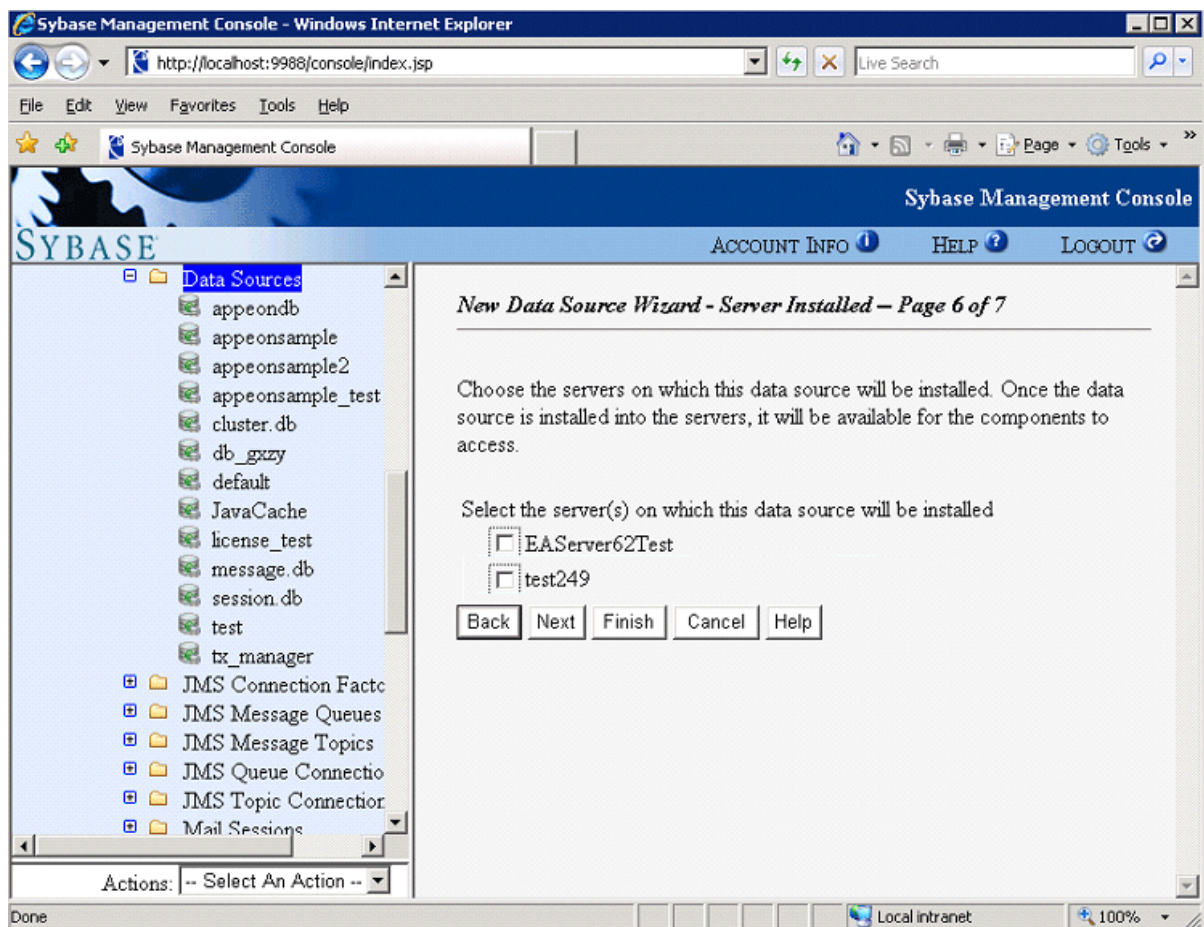 Sybase Management Console - Windows Internet Explorer
http://localhost:9988/console/index.jsp
Live Search
File Edit View Favorites Tools Help
Sybase Management Console
Page Tools »
Sybase Management Console
SYBASE
ACCOUNT INFO HELP LOGOUT
Data Sources
appeondb
appeonsample
appeonsample2
appeonsample_test
cluster.db
db_gxzy
default
JavaCache
license_test
message.db
session.db
test
tx_manager
JMS Connection Factc
JMS Message Queues
JMS Message Topics
JMS Queue Connectio
JMS Topic Connection
Mail Sessions
Actions: -- Select An Action --
New Data Source Wizard - Server Installed -- Page 6 of 7
Choose the servers on which this data source will be installed. Once the data
source is installed into the servers, it will be available for the components to
access.
Select the server(s) on which this data source will be installed
EAServer62Test
test249
Back Next Finish Cancel Help
Done
Local intranet
100%